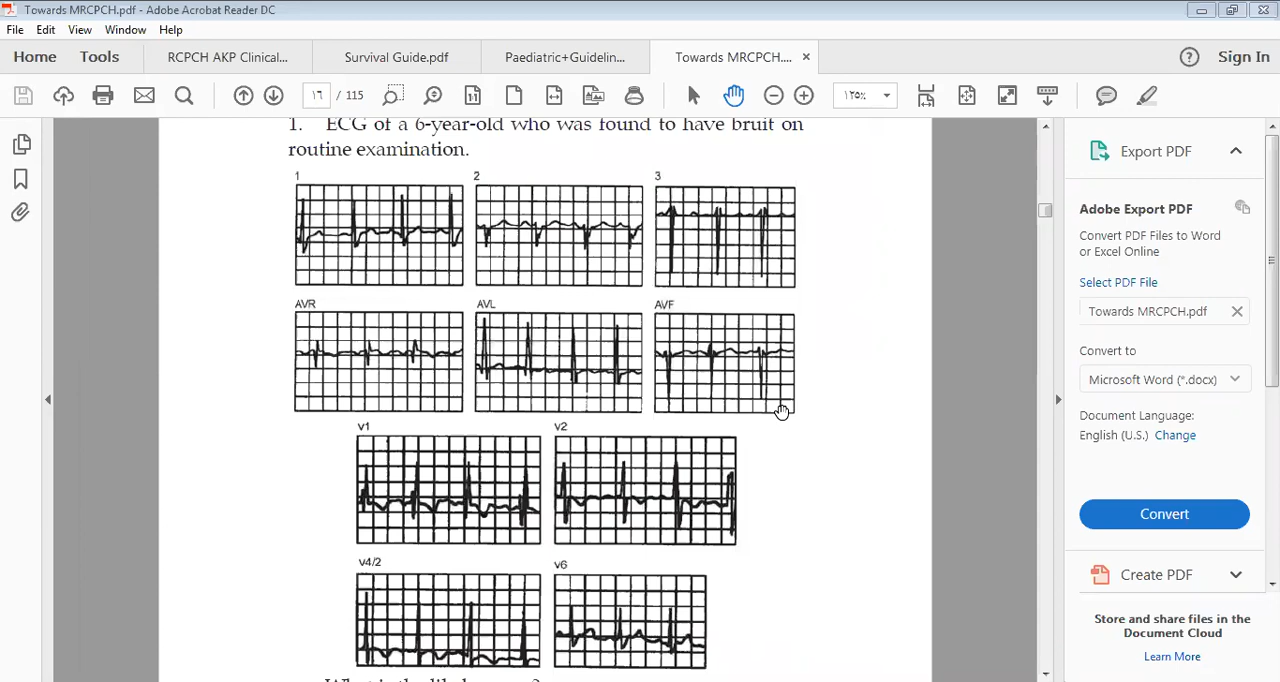 Towards MRCPCH.pdf - Adobe Acrobat Reader DC
File Edit View Window Help
Home Tools RCPCH AKP Clinical... Survival Guide.pdf Paediatric+Guidelin... Towards MRCPCH.... × Sign In
١٦ / 115 ١٢٥%
1. ECG of a 6-year-old who was found to have bruit on
routine examination.
1 2 3
AVR AVL AVF
v1 v2
v4/2 v6
Export PDF
Adobe Export PDF
Convert PDF Files to Word
or Excel Online
Select PDF File
Towards MRCPCH.pdf
Convert to
Microsoft Word (*.docx)
Document Language:
English (U.S.) Change
Convert
Create PDF
Store and share files in the
Document Cloud
Learn More